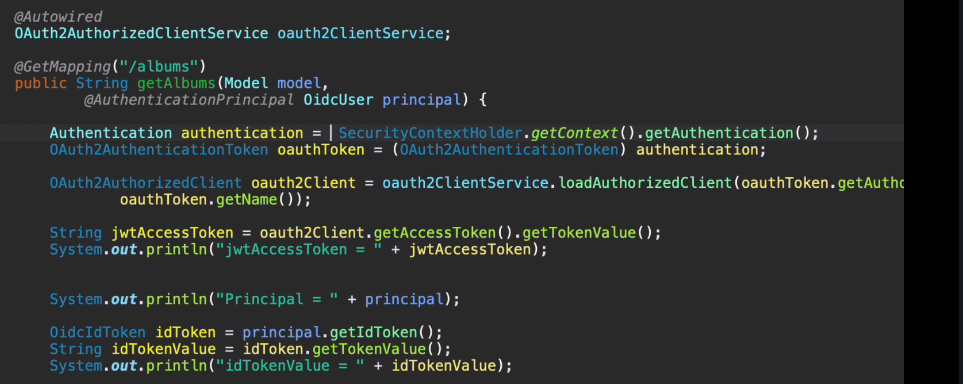 @Autowired
OAuth2AuthorizedClientService oauth2ClientService;
@GetMapping("/albums")
public String getAlbums(Model model,
@AuthenticationPrincipal OidcUser principal) {
Authentication authentication = SecurityContextHolder.getContext().getAuthentication();
OAuth2AuthenticationToken oauthToken = (OAuth2AuthenticationToken) authentication;
OAuth2AuthorizedClient oauth2Client = oauth2ClientService.loadAuthorizedClient(oauthToken.getAutho
oauthToken.getName());
String jwtAccessToken = oauth2Client.getAccessToken().getTokenValue();
System.out.println("jwtAccessToken = " + jwtAccessToken);
System.out.println("Principal = " + principal);
OidcIdToken idToken = principal.getIdToken();
String idTokenValue = idToken.getTokenValue();
System.out.println("idTokenValue = " + idTokenValue);